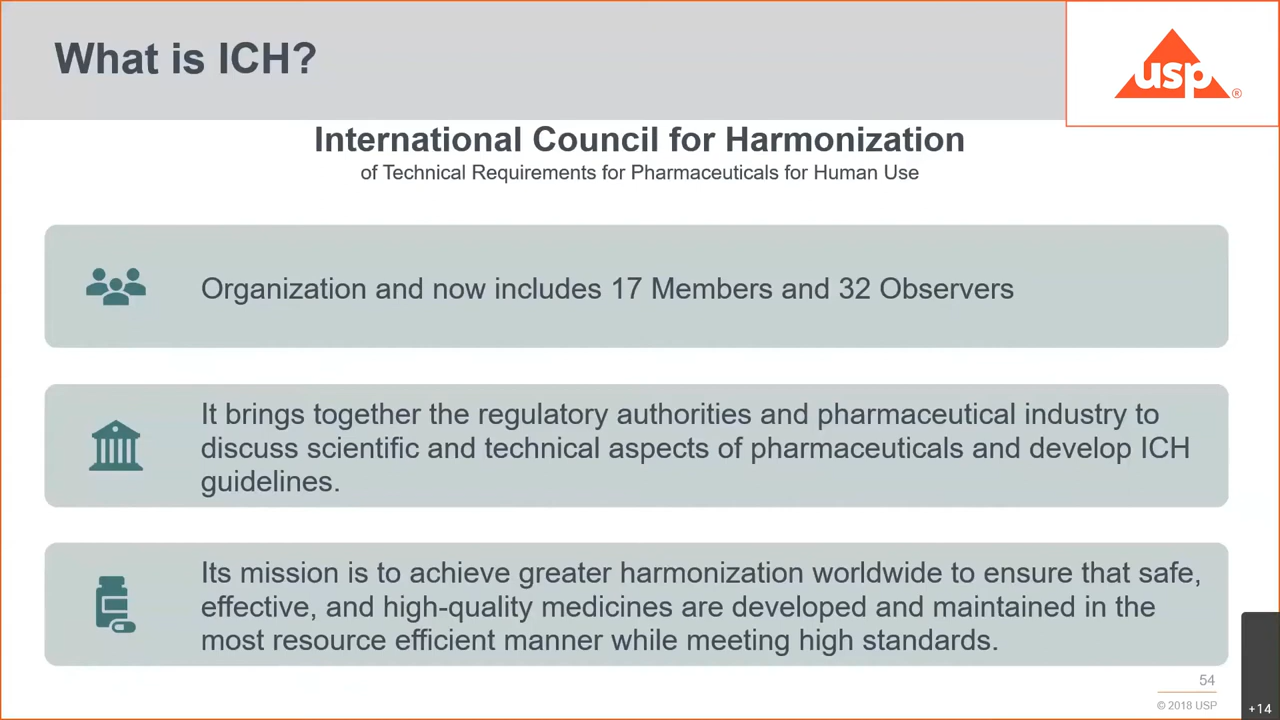 What is ICH?
usp®
International Council for Harmonization
of Technical Requirements for Pharmaceuticals for Human Use
Organization and now includes 17 Members and 32 Observers
It brings together the regulatory authorities and pharmaceutical industry to
discuss scientific and technical aspects of pharmaceuticals and develop ICH
guidelines.
Its mission is to achieve greater harmonization worldwide to ensure that safe,
effective, and high-quality medicines are developed and maintained in the
most resource efficient manner while meeting high standards.
54
© 2018 USP
+14